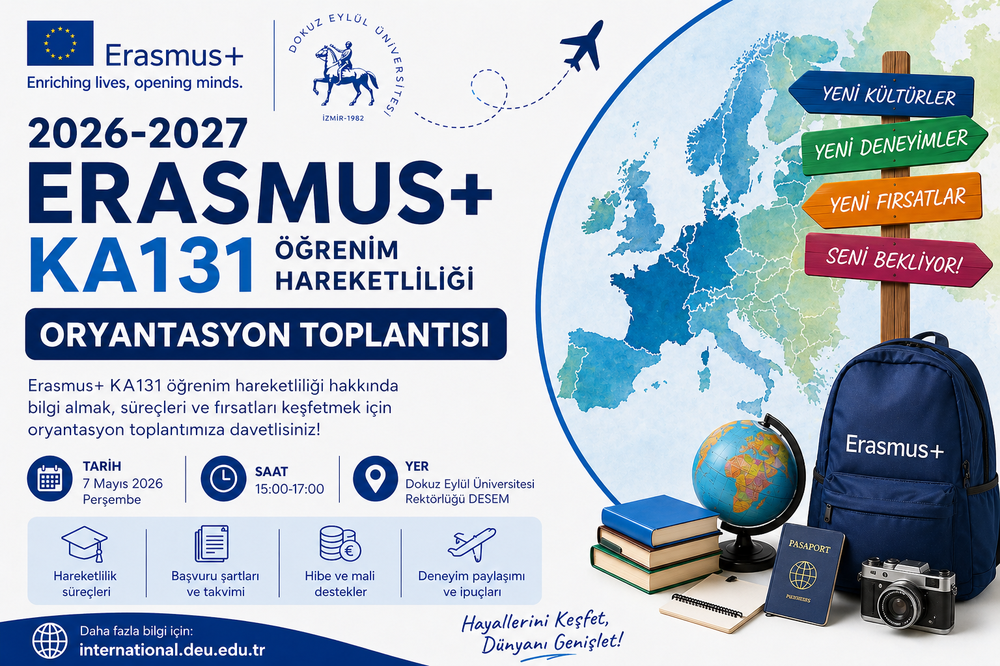 Erasmus+
Enriching lives, opening minds.
DOKUZ EYLÜL ÜNİVERSİTESİ
İZMİR-1982
2026-2027
ERASMUS+
KA131
ÖĞRENİM
HAREKETLİLİĞİ
ORYANTASYON TOPLANTISI
Erasmus+ KA131 öğrenim hareketliliği hakkında
bilgi almak, süreçleri ve fırsatları keşfetmek için
oryantasyon toplantımıza davetlisiniz!
TARİH
7 Mayıs 2026
Perşembe
SAAT
15:00-17:00
YER
Dokuz Eylül Üniversitesi
Rektörlüğü DESEM
Hareketlilik
süreçleri
Başvuru şartları
ve takvimi
Hibe ve mali
destekler
Deneyim paylaşımı
ve ipuçları
Daha fazla bilgi için:
international.deu.edu.tr
Hayallerini Keşfet,
Dünyanı Genişlet!
YENİ KÜLTÜRLER
YENİ DENEYİMLER
YENİ FIRSATLAR
SENİ BEKLİYOR!
Erasmus+
PASAPORT